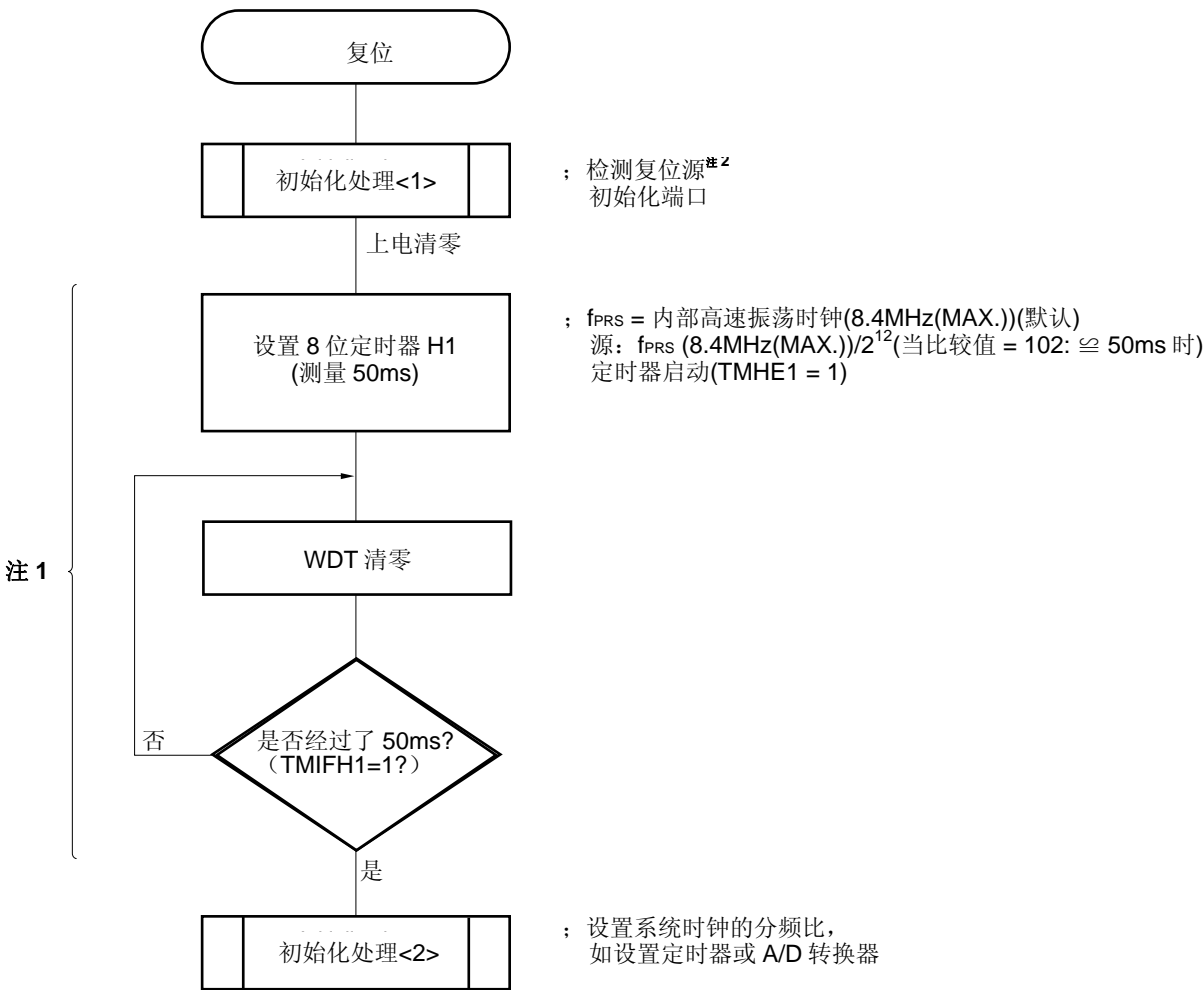 复位
初始化处理<1>
；检测复位源注2
初始化端口
上电清零
设置 8 位定时器 H1
(测量 50ms)
；fPRS = 内部高速振荡时钟(8.4MHz(MAX.))(默认)
源：fPRS (8.4MHz(MAX.))/2^12(当比较值 = 102: ≌ 50ms 时)
定时器启动(TMHE1 = 1)
注 1
WDT 清零
是否经过了 50ms?
（TMIFH1=1?）
否
是
初始化处理<2>
；设置系统时钟的分频比，
如设置定时器或 A/D 转换器